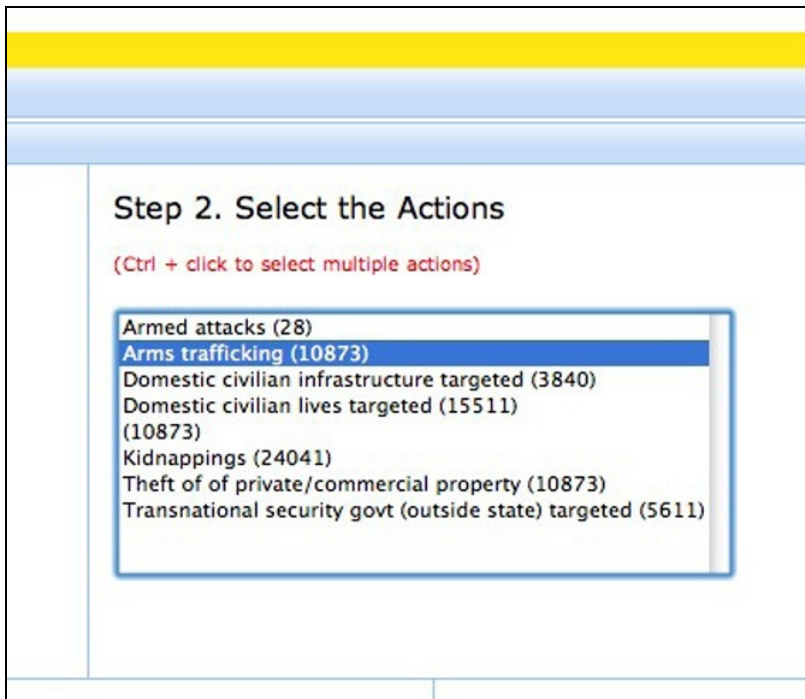 Step 2. Select the Actions
(Ctrl + click to select multiple actions)
Armed attacks (28)
Arms trafficking (10873)
Domestic civilian infrastructure targeted (3840)
Domestic civilian lives targeted (15511)
(10873)
Kidnappings (24041)
Theft of of private/commercial property (10873)
Transnational security govt (outside state) targeted (5611)